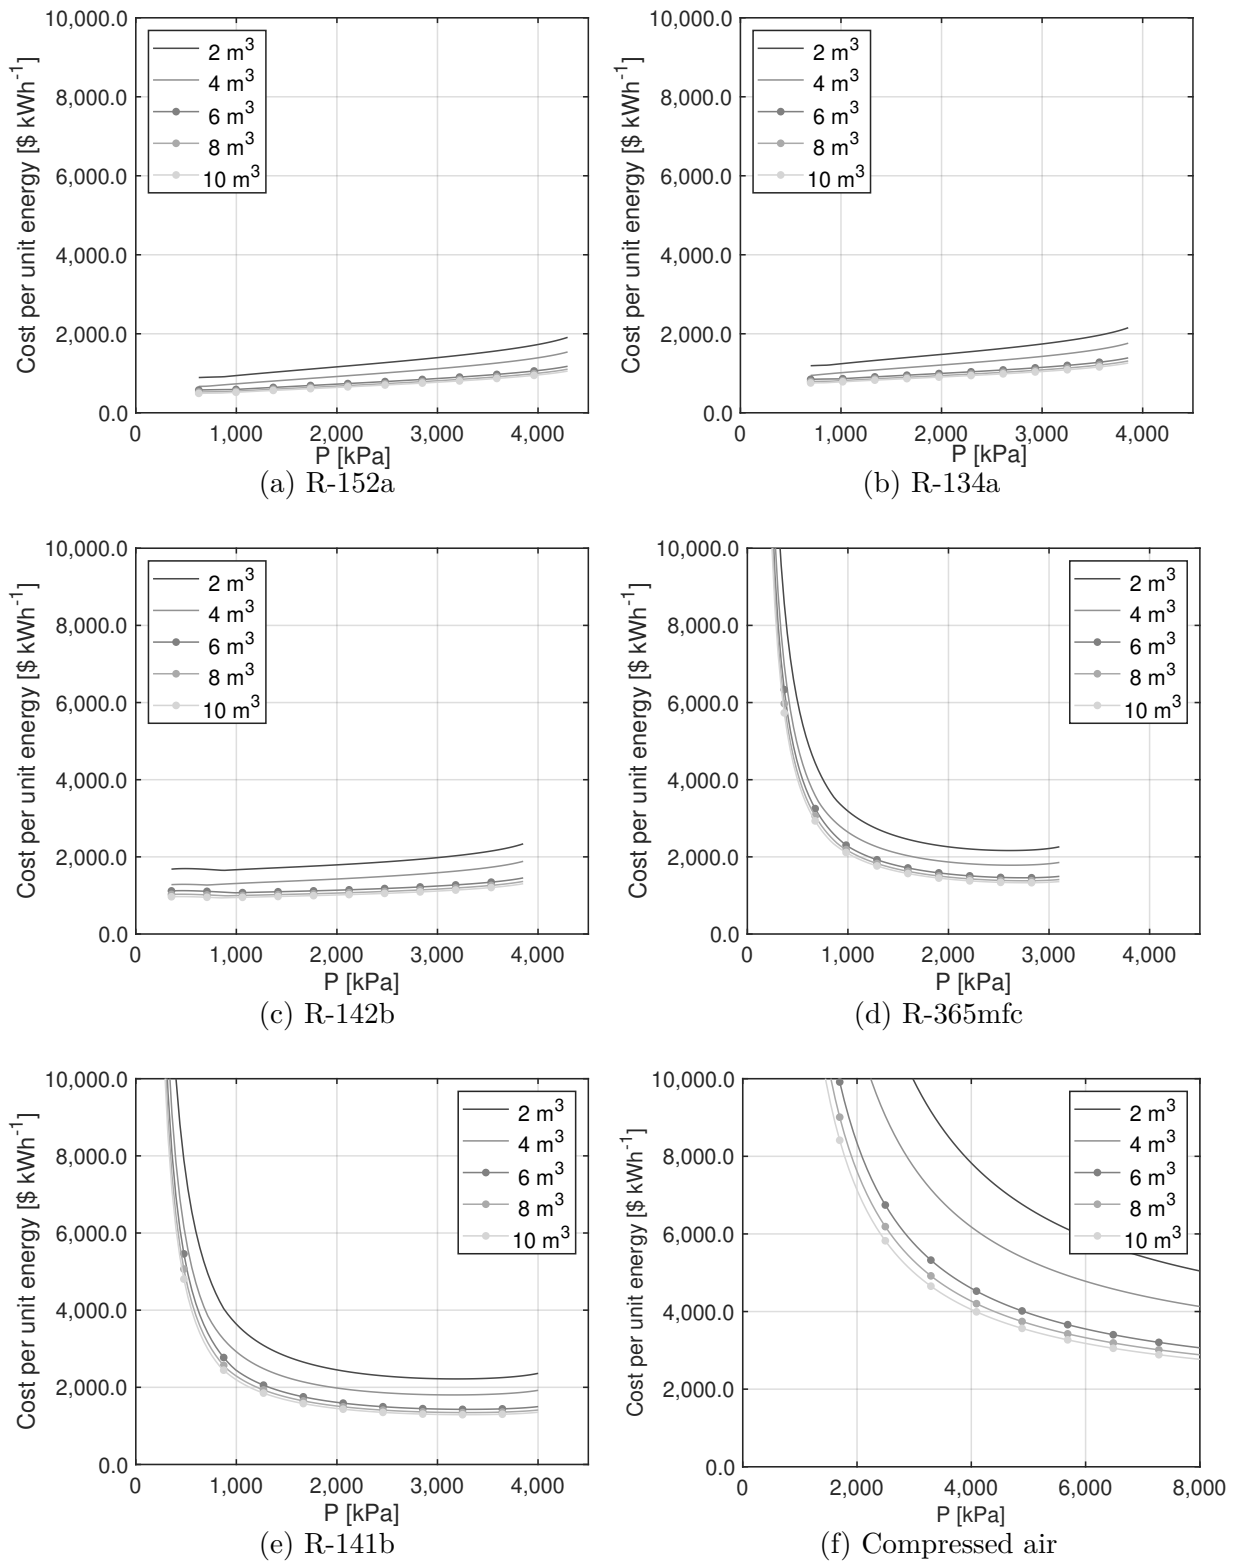 10,000.0
8,000.0
6,000.0
4,000.0
2,000.0
0.0
Cost per unit energy [$ kWh⁻¹]
2 m³
4 m³
6 m³
8 m³
10 m³
0 1,000 2,000 3,000 4,000
P [kPa]
(a) R-152a
10,000.0
8,000.0
6,000.0
4,000.0
2,000.0
0.0
Cost per unit energy [$ kWh⁻¹]
2 m³
4 m³
6 m³
8 m³
10 m³
0 1,000 2,000 3,000 4,000
P [kPa]
(b) R-134a
10,000.0
8,000.0
6,000.0
4,000.0
2,000.0
0.0
Cost per unit energy [$ kWh⁻¹]
2 m³
4 m³
6 m³
8 m³
10 m³
0 1,000 2,000 3,000 4,000
P [kPa]
(c) R-142b
10,000.0
8,000.0
6,000.0
4,000.0
2,000.0
0.0
Cost per unit energy [$ kWh⁻¹]
2 m³
4 m³
6 m³
8 m³
10 m³
0 1,000 2,000 3,000 4,000
P [kPa]
(d) R-365mfc
10,000.0
8,000.0
6,000.0
4,000.0
2,000.0
0.0
Cost per unit energy [$ kWh⁻¹]
2 m³
4 m³
6 m³
8 m³
10 m³
0 1,000 2,000 3,000 4,000
P [kPa]
(e) R-141b
10,000.0
8,000.0
6,000.0
4,000.0
2,000.0
0.0
Cost per unit energy [$ kWh⁻¹]
2 m³
4 m³
6 m³
8 m³
10 m³
0 2,000 4,000 6,000 8,000
P [kPa]
(f) Compressed air